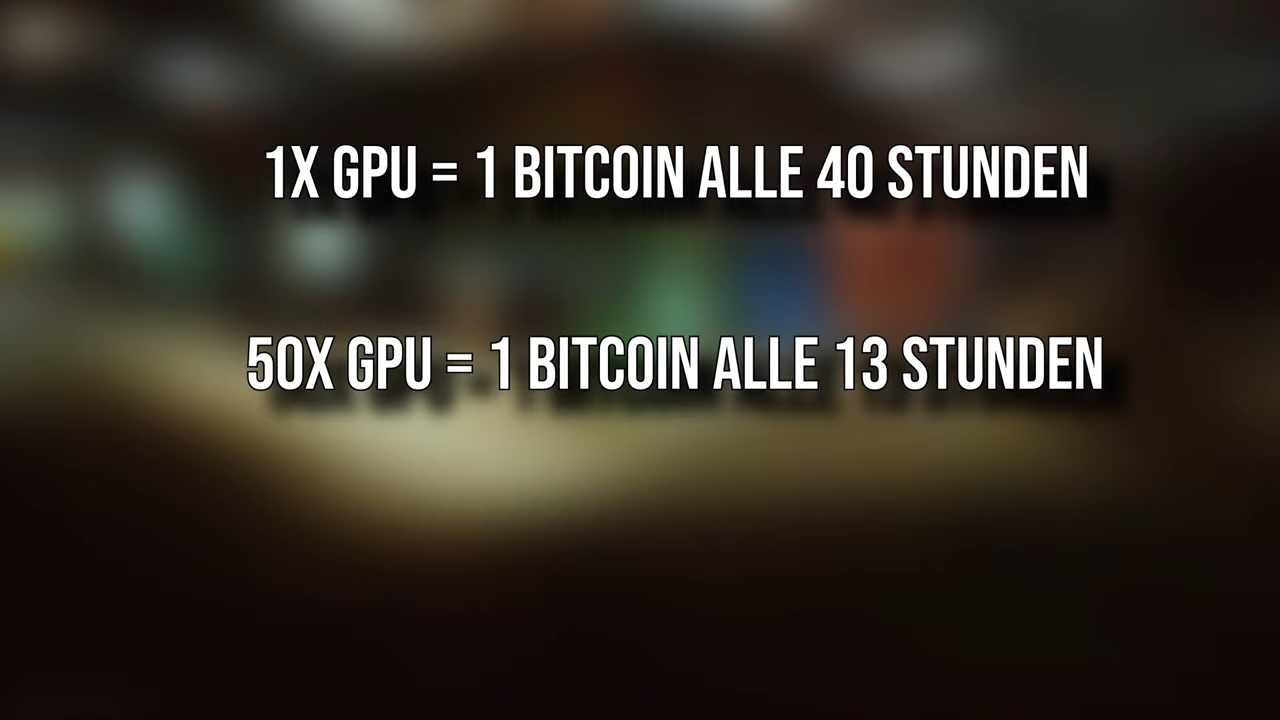 1X GPU = 1 BITCOIN ALLE 40 STUNDEN
50X GPU = 1 BITCOIN ALLE 13 STUNDEN